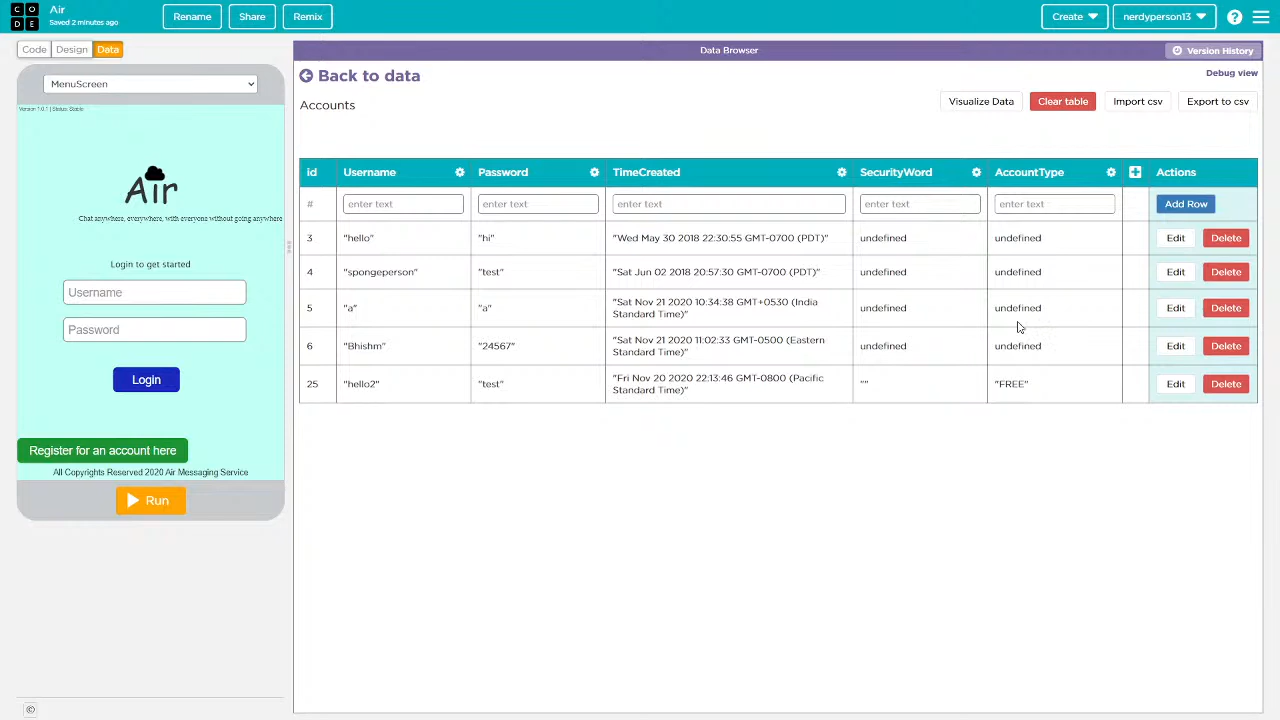 CODE
Air
Saved 2 minutes ago
Rename
Share
Remix
Create
nerdyperson13
?
Code
Design
Data
MenuScreen
Version 1.0.1 | Status: Stable
Air
Chat anywhere, everywhere, with everyone without going anywhere
Login to get started
Username
Password
Login
Register for an account here
All Copyrights Reserved 2020 Air Messaging Service
Run
©
Data Browser
Version History
Back to data
Debug view
Accounts
Visualize Data
Clear table
Import csv
Export to csv
id Username Password TimeCreated SecurityWord AccountType Actions
# enter text enter text enter text enter text enter text Add Row
3 "hello" "hi" "Wed May 30 2018 22:30:55 GMT-0700 (PDT)" undefined undefined Edit Delete
4 "spongeperson" "test" "Sat Jun 02 2018 20:57:30 GMT-0700 (PDT)" undefined undefined Edit Delete
5 "a" "a" "Sat Nov 21 2020 10:34:38 GMT+0530 (India
Standard Time)" undefined undefined Edit Delete
6 "Bhishm" "24567" "Sat Nov 21 2020 11:02:33 GMT-0500 (Eastern
Standard Time)" undefined undefined Edit Delete
25 "hello2" "test" "Fri Nov 20 2020 22:13:46 GMT-0800 (Pacific
Standard Time)" "" "FREE" Edit Delete